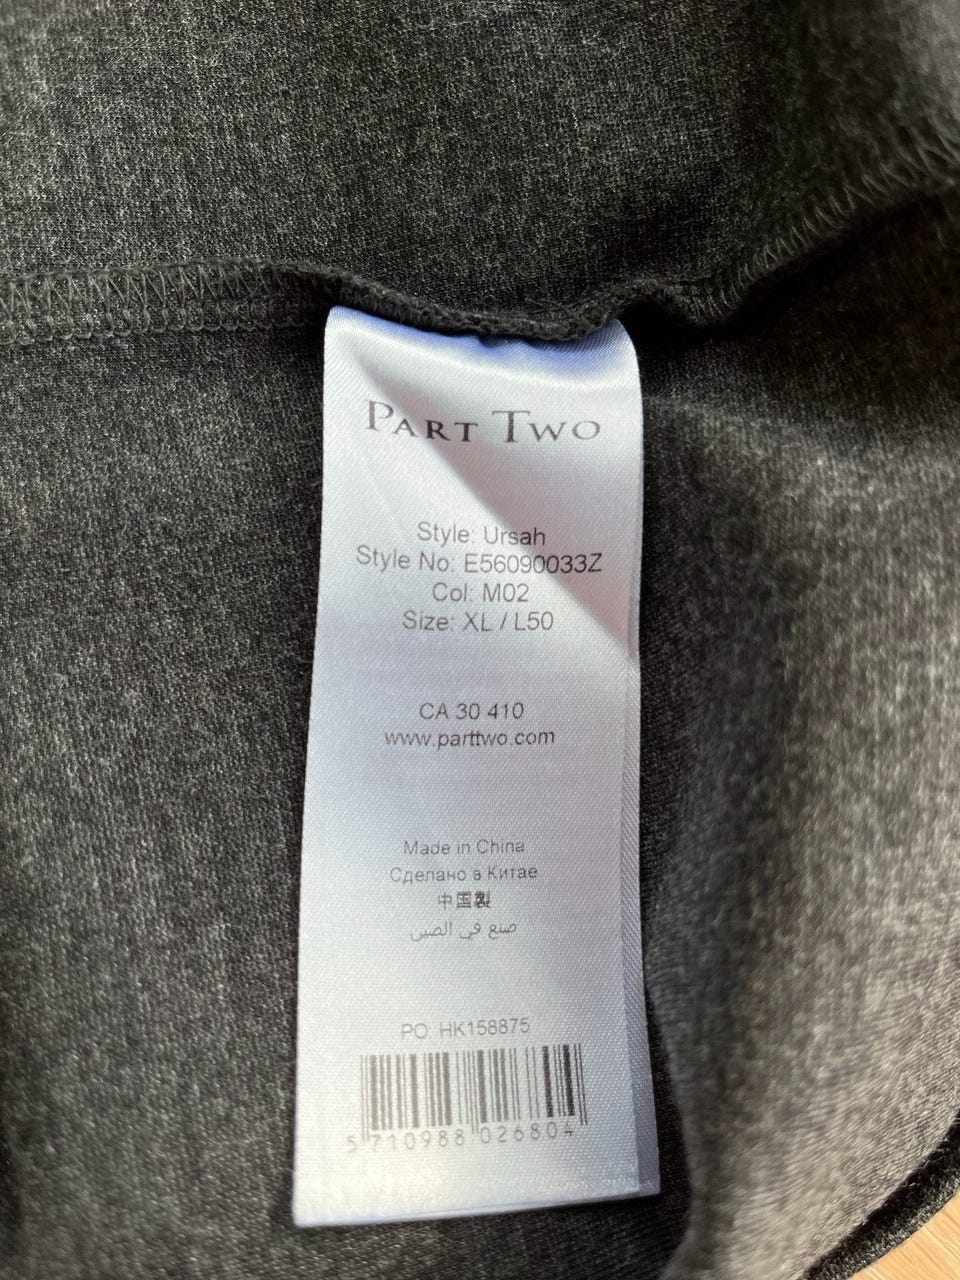 PART TWO
Style: Ursah
Style No: E56090033Z
Col: M02
Size: XL / L50
CA 30 410
www.parttwo.com
Made in China
Сделано в Китае
中国製
صنع في الصين
PO HK158875
5 710988 026804